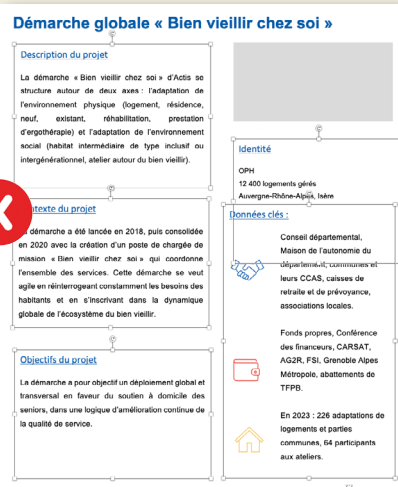 Démarche globale « Bien vieillir chez soi »
Description du projet
La démarche « Bien vieillir chez soi » d'Actis se
structure autour de deux axes : l'adaptation de
l'environnement physique (logement, résidence,
neuf, existant, réhabilitation, prestation
d'ergothérapie) et l'adaptation de l'environnement
social (habitat intermédiaire de type inclusif ou
intergénérationnel, atelier autour du bien vieillir).
Identité
OPH
12 400 logements gérés
Auvergne-Rhône-Alpes, Isère
ntexte du projet
démarche a été lancée en 2018, puis consolidée
en 2020 avec la création d'un poste de chargée de
mission « Bien vieillir chez soi » qui coordonne
l'ensemble des services. Cette démarche se veut
agile en réinterrogeant constamment les besoins des
habitants et en s'inscrivant dans la dynamique
globale de l'écosystème du bien vieillir.
Objectifs du projet
La démarche a pour objectif un déploiement global et
transversal en faveur du soutien à domicile des
seniors, dans une logique d'amélioration continue de
la qualité de service.
Données clés :
Conseil départemental,
Maison de l'autonomie du
département, communes et
leurs CCAS, caisses de
retraite et de prévoyance,
associations locales.
Fonds propres, Conférence
des financeurs, CARSAT,
AG2R, FSI, Grenoble Alpes
Métropole, abattements de
TFPB.
En 2023 : 226 adaptations de
logements et parties
communes, 64 participants
aux ateliers.